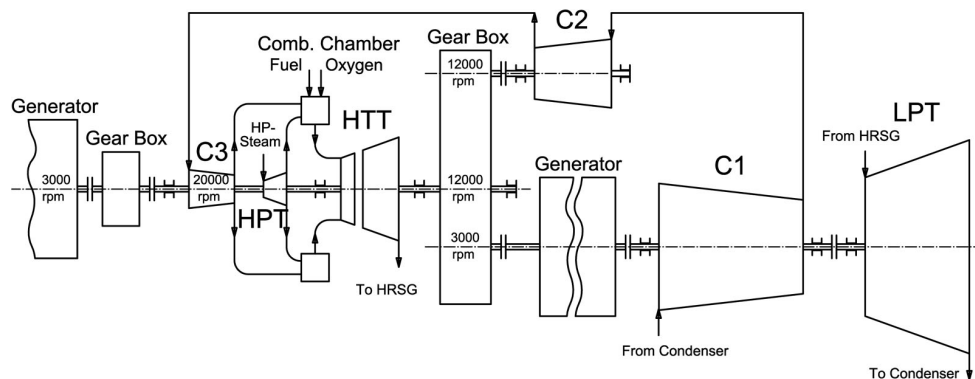 C2
Comb. Chamber
Fuel Oxygen
Gear Box
12000
rpm
Generator
Gear Box
HTT
LPT
HP-
Steam
From HRSG
C3
Generator
C1
3000
rpm
20000
rpm
12000
rpm
HPT
3000
rpm
To HRSG
From Condenser
To Condenser